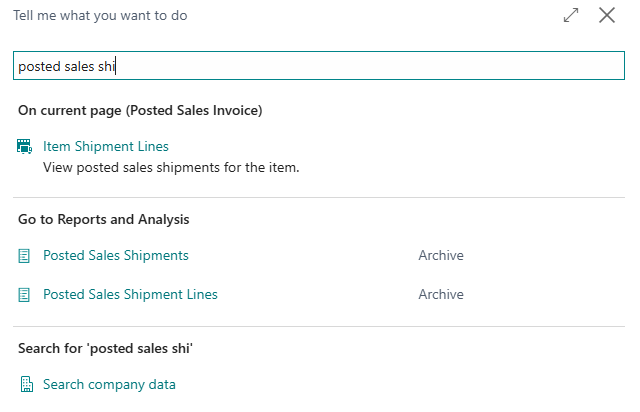 Tell me what you want to do
posted sales shi
On current page (Posted Sales Invoice)
Item Shipment Lines
View posted sales shipments for the item.
Go to Reports and Analysis
Posted Sales Shipments Archive
Posted Sales Shipment Lines Archive
Search for 'posted sales shi'
Search company data